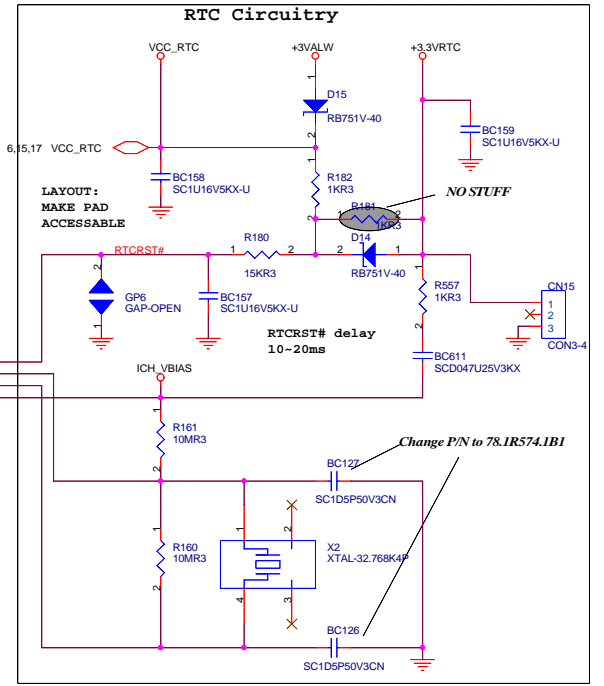 RTC Circuitry
VCC_RTC
+3VALW
+3.3VRTC
1
D15
RB751V-40
2
6,15,17 VCC_RTC
BC159
SC1U16V5KX-U
BC158
SC1U16V5KX-U
1
R182
1KR3
2
NO STUFF
LAYOUT:
MAKE PAD
ACCESSABLE
1 R181 2
1KR3
RTCRST#
1 R180 2
15KR3
D14
2 1
RB751V-40
2
GP6
GAP-OPEN
1
BC157
SC1U16V5KX-U
1
R557
1KR3
2
CN15
1
2
3
CON3-4
RTCRST# delay
10~20ms
BC611
SCD047U25V3KX
ICH_VBIAS
1
R161
10MR3
2
Change P/N to 78.1R574.1B1
BC127
SC1D5P50V3CN
1
R160
10MR3
2
1
2
X2
XTAL-32.768K4P
4
3
BC126
SC1D5P50V3CN